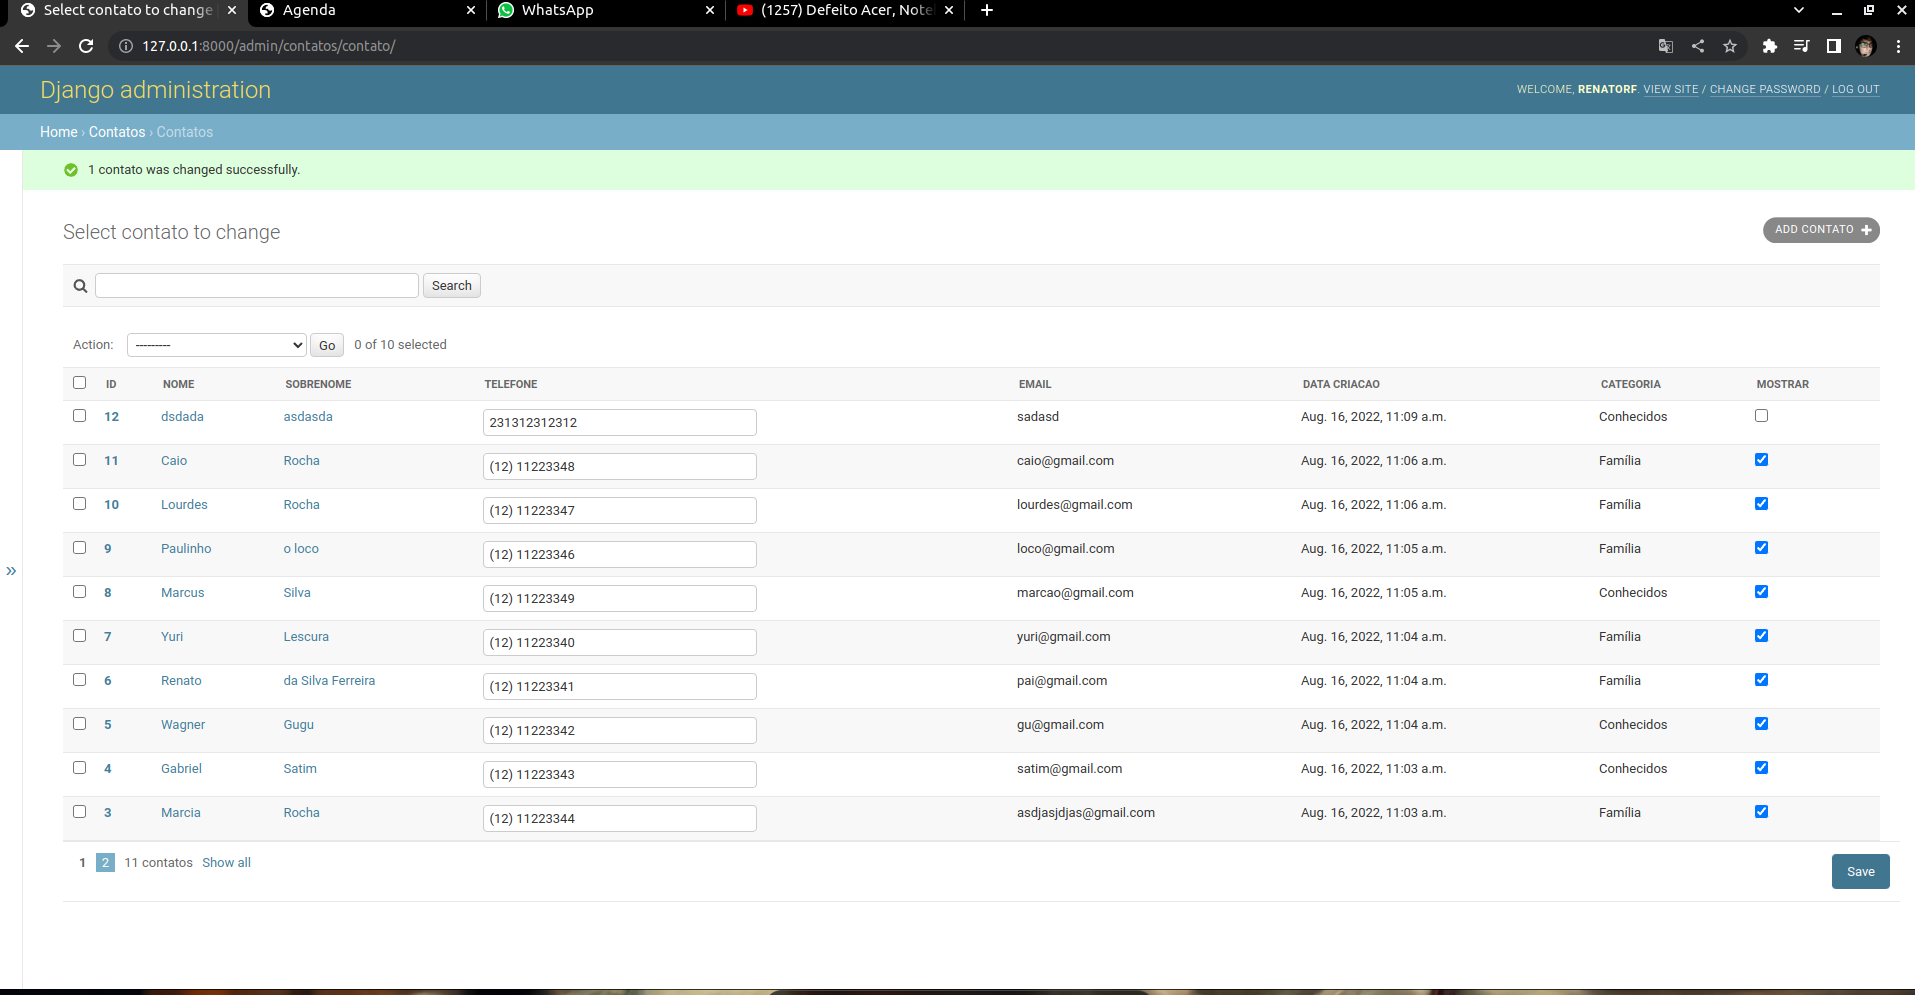 Select contato to change
Agenda
WhatsApp
(1257) Defeito Acer, Note
127.0.0.1:8000/admin/contatos/contato/
Django administration
WELCOME, RENATORF. VIEW SITE / CHANGE PASSWORD / LOG OUT
Home › Contatos › Contatos
1 contato was changed successfully.
Select contato to change
ADD CONTATO +
Search
Action: --------- Go 0 of 10 selected
ID NOME SOBRENOME TELEFONE EMAIL DATA CRIACAO CATEGORIA MOSTRAR
12 dsdada asdasda 231312312312 sadasd Aug. 16, 2022, 11:09 a.m. Conhecidos
11 Caio Rocha (12) 11223348 caio@gmail.com Aug. 16, 2022, 11:06 a.m. Família
10 Lourdes Rocha (12) 11223347 lourdes@gmail.com Aug. 16, 2022, 11:06 a.m. Família
9 Paulinho o loco (12) 11223346 loco@gmail.com Aug. 16, 2022, 11:05 a.m. Família
8 Marcus Silva (12) 11223349 marcao@gmail.com Aug. 16, 2022, 11:05 a.m. Conhecidos
7 Yuri Lescura (12) 11223340 yuri@gmail.com Aug. 16, 2022, 11:04 a.m. Família
6 Renato da Silva Ferreira (12) 11223341 pai@gmail.com Aug. 16, 2022, 11:04 a.m. Família
5 Wagner Gugu (12) 11223342 gu@gmail.com Aug. 16, 2022, 11:04 a.m. Conhecidos
4 Gabriel Satim (12) 11223343 satim@gmail.com Aug. 16, 2022, 11:03 a.m. Conhecidos
3 Marcia Rocha (12) 11223344 asdjasjdjas@gmail.com Aug. 16, 2022, 11:03 a.m. Família
1 2 11 contatos Show all
Save